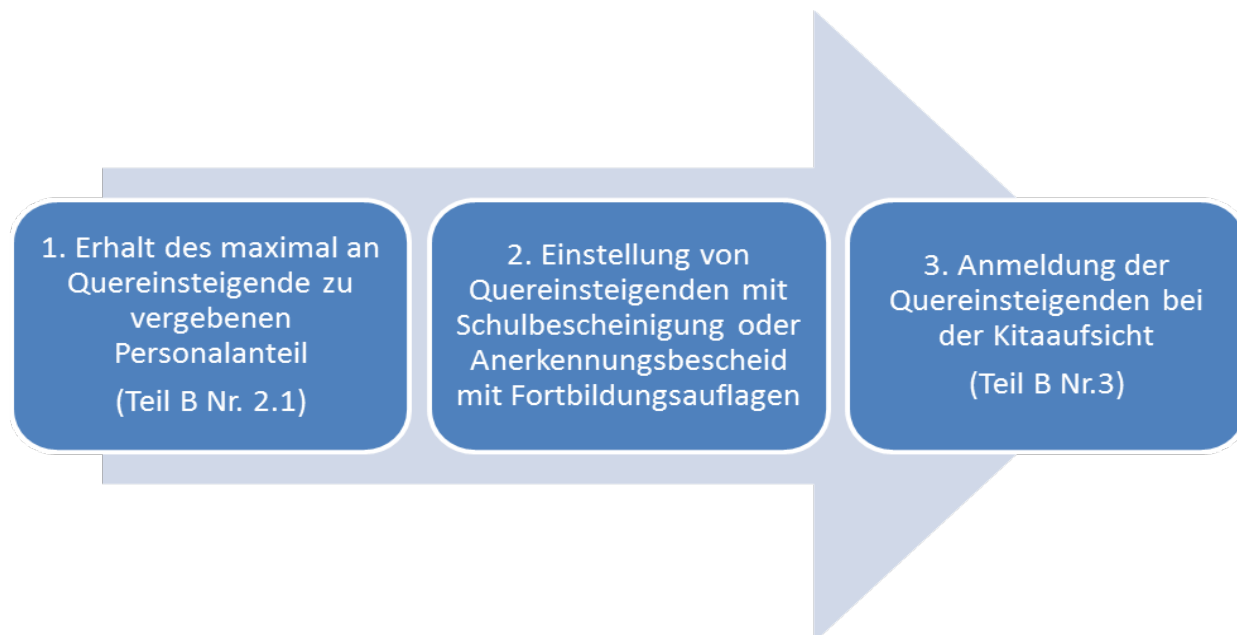 1. Erhalt des maximal an
Quereinsteigende zu
vergebenen
Personalanteil
(Teil B Nr. 2.1)
2. Einstellung von
Quereinsteigenden mit
Schulbescheinigung oder
Anerkennungsbescheid
mit Fortbildungsauflagen
3. Anmeldung der
Quereinsteigenden bei
der Kitaaufsicht
(Teil B Nr.3)